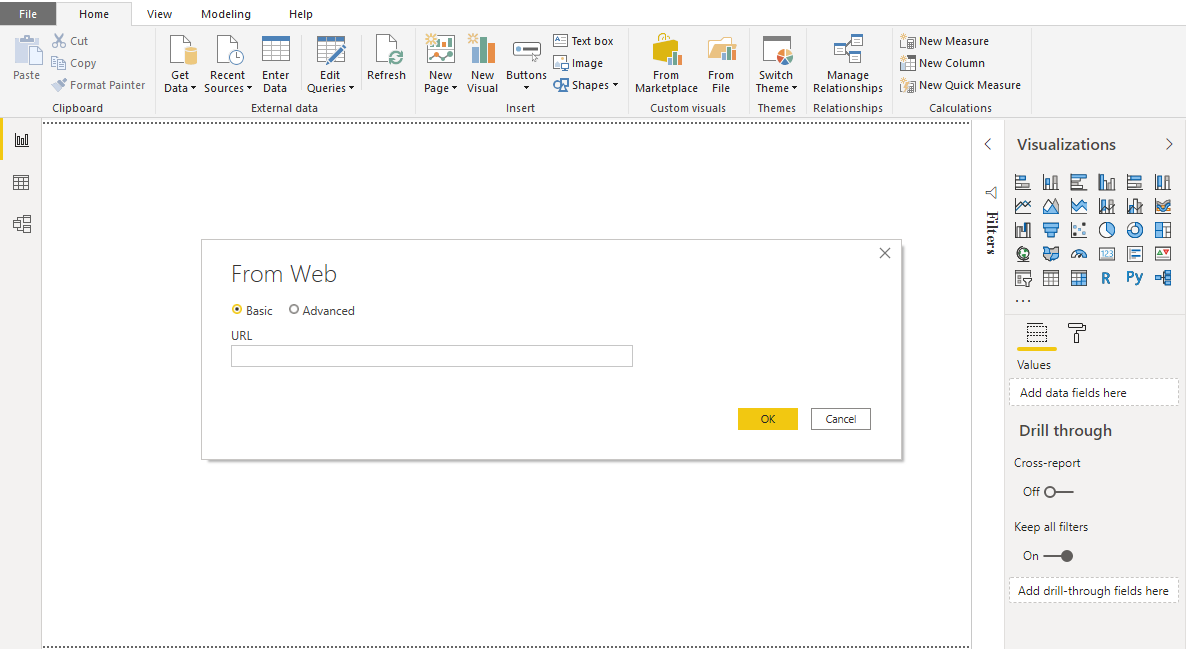 File Home View Modeling Help
Paste
Cut
Copy
Format Painter
Clipboard
Get Data
Recent Sources
Enter Data
Edit Queries
Refresh
External data
New Page
New Visual
Buttons
Text box
Image
Shapes
Insert
From Marketplace
From File
Custom visuals
Switch Theme
Themes
Manage Relationships
Relationships
New Measure
New Column
New Quick Measure
Calculations
From Web
Basic Advanced
URL
OK Cancel
Filters
Visualizations
123
R Py
...
Values
Add data fields here
Drill through
Cross-report
Off
Keep all filters
On
Add drill-through fields here